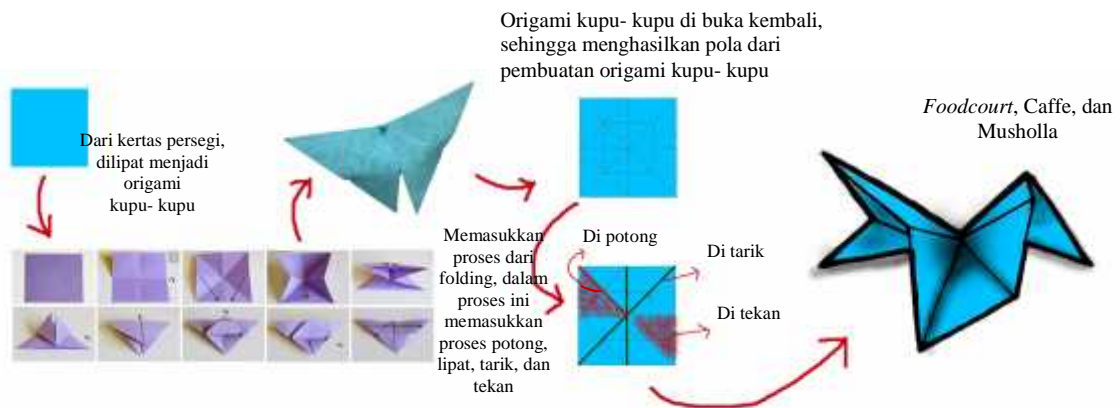 Origami kupu- kupu di buka kembali,
sehingga menghasilkan pola dari
pembuatan origami kupu- kupu
Dari kertas persegi,
dilipat menjadi
origami
kupu- kupu
Foodcourt, Caffe, dan
Musholla
Memasukkan
proses dari
folding, dalam
proses ini
memasukkan
proses potong,
lipat, tarik, dan
tekan
Di potong
Di tarik
Di tekan